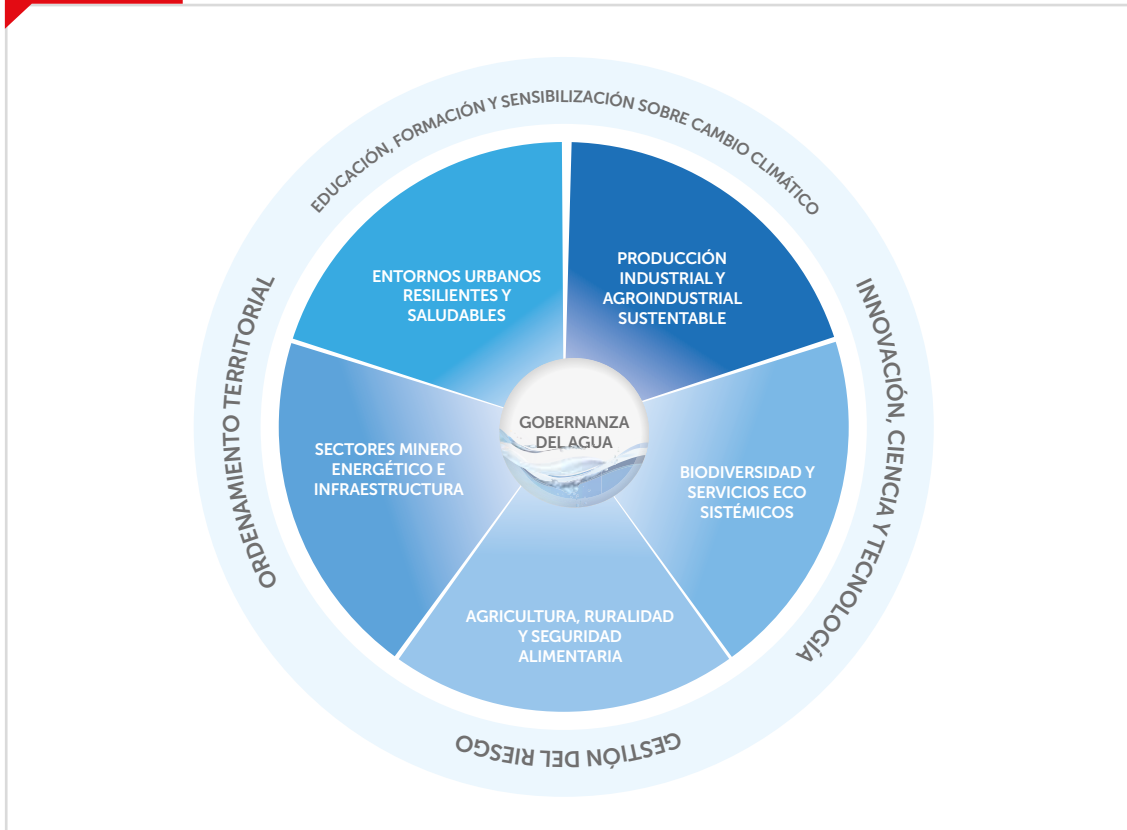 EDUCACIÓN, FORMACIÓN Y SENSIBILIZACIÓN SOBRE CAMBIO CLIMÁTICO
ENTORNOS URBANOS
RESILIENTES Y
SALUDABLES
PRODUCCIÓN
INDUSTRIAL Y
AGROINDUSTRIAL
SUSTENTABLE
ORDENAMIENTO TERRITORIAL
INNOVACIÓN, CIENCIA Y TECNOLOGÍA
GOBERNANZA
DEL AGUA
SECTORES MINERO
ENERGÉTICO E
INFRAESTRUCTURA
BIODIVERSIDAD Y
SERVICIOS ECO
SISTÉMICOS
AGRICULTURA, RURALIDAD
Y SEGURIDAD
ALIMENTARIA
GESTIÓN DEL RIESGO